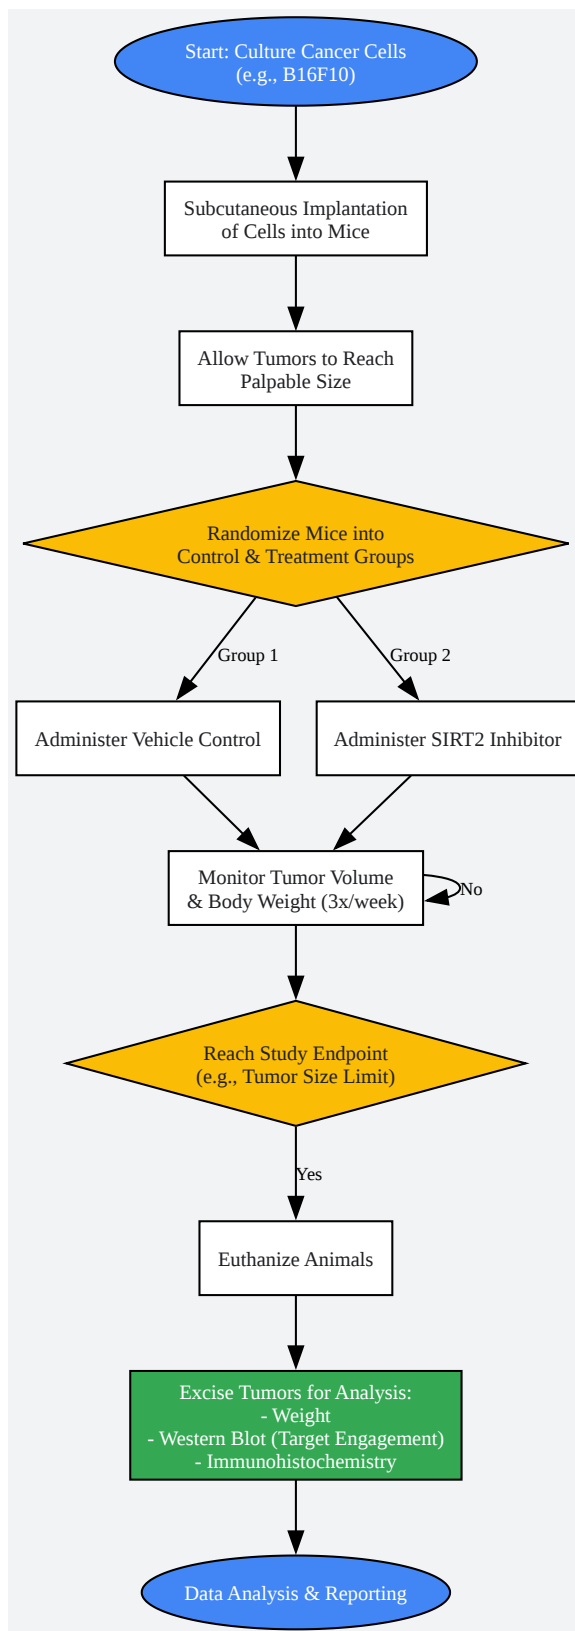 Start: Culture Cancer Cells
(e.g., B16F10)
Subcutaneous Implantation
of Cells into Mice
Allow Tumors to Reach
Palpable Size
Randomize Mice into
Control & Treatment Groups
Group 1
Group 2
Administer Vehicle Control
Administer SIRT2 Inhibitor
Monitor Tumor Volume
& Body Weight (3x/week)
No
Reach Study Endpoint
(e.g., Tumor Size Limit)
Yes
Euthanize Animals
Excise Tumors for Analysis:
- Weight
- Western Blot (Target Engagement)
- Immunohistochemistry
Data Analysis & Reporting